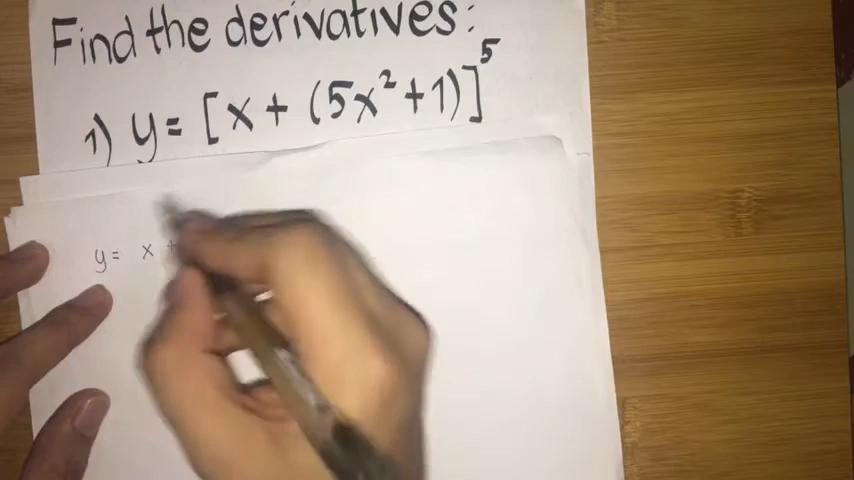 Find the derivatives:
1) y = [x + (5x² + 1)]⁵
y = x +